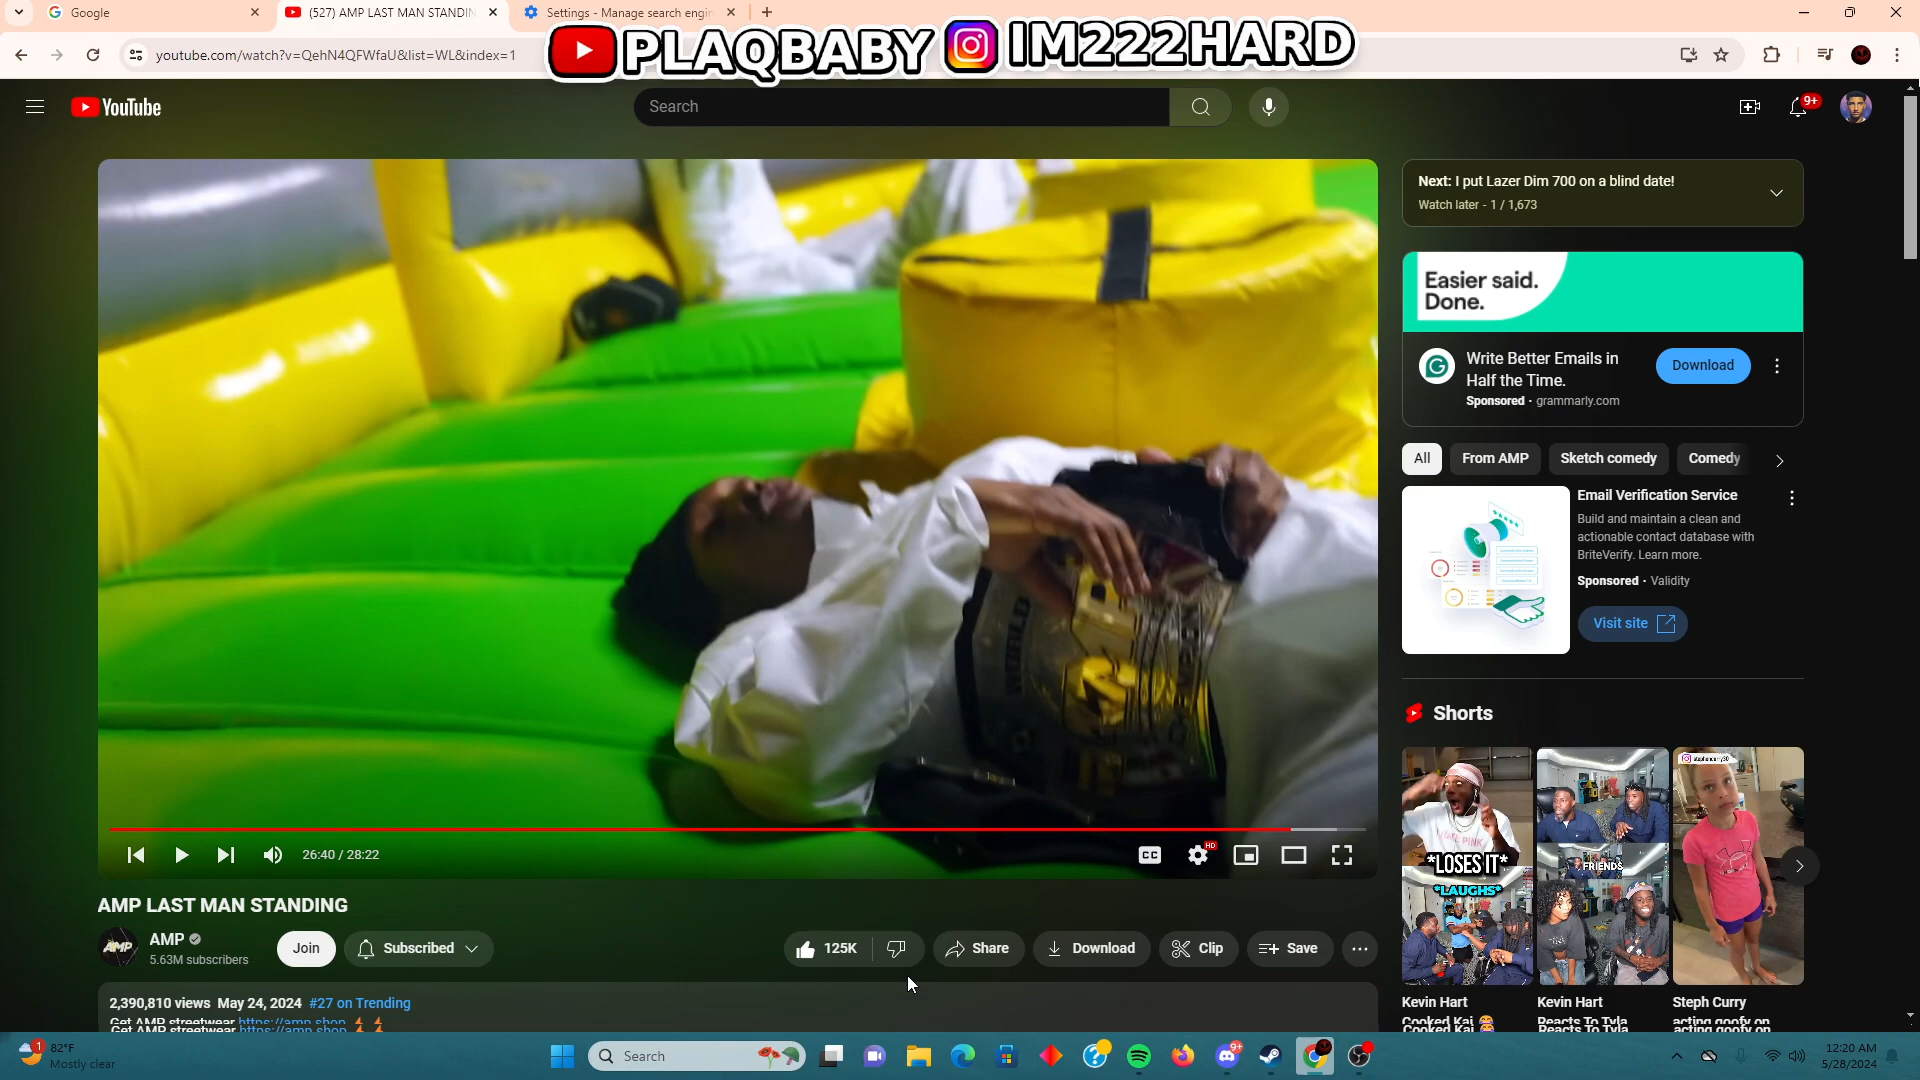 Google
(527) AMP LAST MAN STANDIN
Settings - Manage search engin
youtube.com/watch?v=QehN4QFWfaU&list=WL&index=1
PLAQBABY IM222HARD
YouTube
Search
9+
Next: I put Lazer Dim 700 on a blind date!
Watch later - 1 / 1,673
Easier said.
Done.
Write Better Emails in
Half the Time.
Sponsored · grammarly.com
Download
All
From AMP
Sketch comedy
Comedy
Email Verification Service
Build and maintain a clean and
actionable contact database with
BriteVerify. Learn more.
Sponsored · Validity
Visit site
Shorts
stephencurry30
*LOSES IT*
*LAUGHS*
FRIENDS
Kevin Hart
Cooked Kai
Kevin Hart
Reacts To Tyla
Steph Curry
acting goofy on
26:40 / 28:22
CC
HD
AMP LAST MAN STANDING
AMP
AMP
5.63M subscribers
Join
Subscribed
125K
Share
Download
Clip
Save
2,390,810 views May 24, 2024 #27 on Trending
Get AMP streetwear https://amp.shop
1
82°F
Mostly clear
Search
9+
12:20 AM
5/28/2024